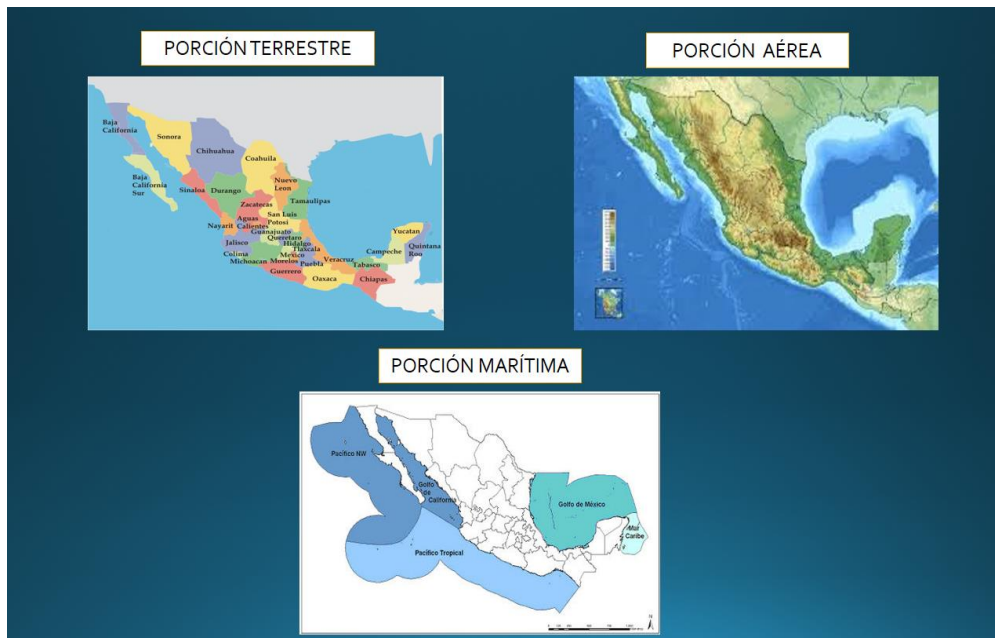 PORCIÓN TERRESTRE
PORCIÓN AÉREA
Baja
California
Sonora
Chihuahua
Coahuila
Baja
California
Sur
Sinaloa
Durango
Nuevo
Leon
Tamaulipas
Zacatecas
San Luis
Potosi
Nayarit
Aguas
Calientes
Guanajuato
Queretaro
Hidalgo
Jalisco
Colima
Michoacan
Mexico
Tlaxcala
Morelos
Puebla
Guerrero
Veracruz
Oaxaca
Tabasco
Chiapas
Campeche
Yucatan
Quintana
Roo
PORCIÓN MARÍTIMA
Pacífico NW
Golfo
de
California
Golfo de México
Mar
Caribe
Pacífico Tropical